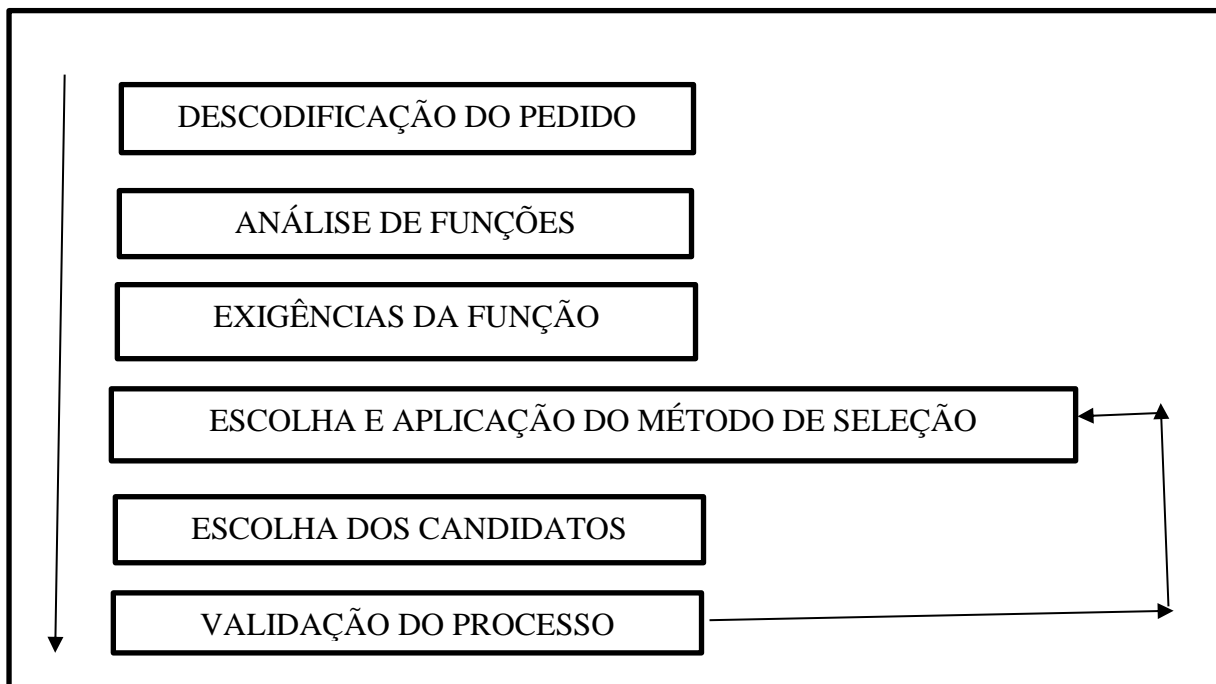 DESCODIFICAÇÃO DO PEDIDO
ANÁLISE DE FUNÇÕES
EXIGÊNCIAS DA FUNÇÃO
ESCOLHA E APLICAÇÃO DO MÉTODO DE SELEÇÃO
ESCOLHA DOS CANDIDATOS
VALIDAÇÃO DO PROCESSO